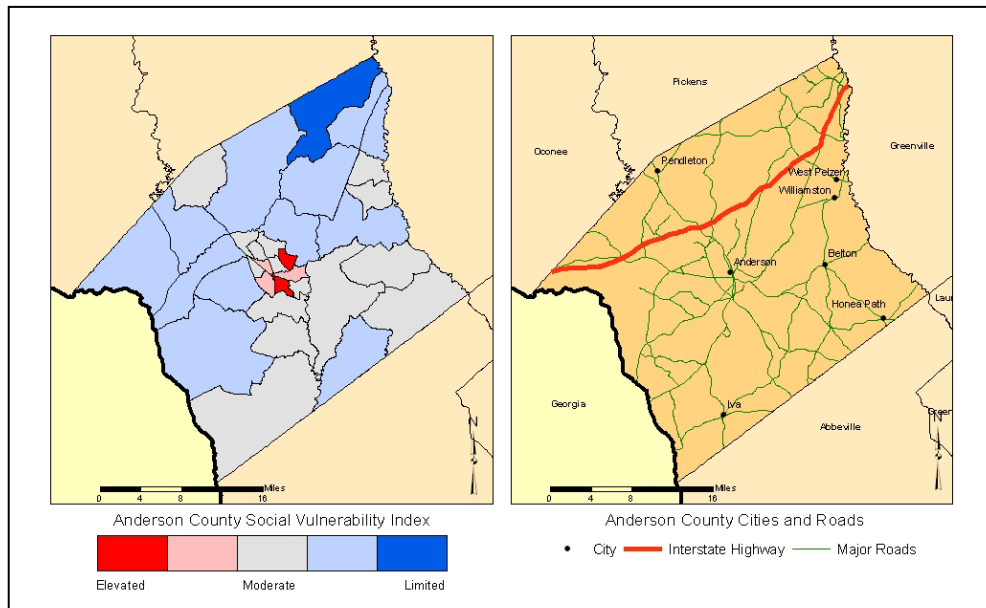 N
0 4 8 16
Miles
Anderson County Social Vulnerability Index
Elevated Moderate Limited
Pickens
Oconee
Greenville
Pendleton
West Pelzer
Williamston
Anderson
Belton
Honea Path
Lau
Georgia
Iva
Abbeville
Green
N
0 4 8 16
Miles
Anderson County Cities and Roads
City Interstate Highway Major Roads